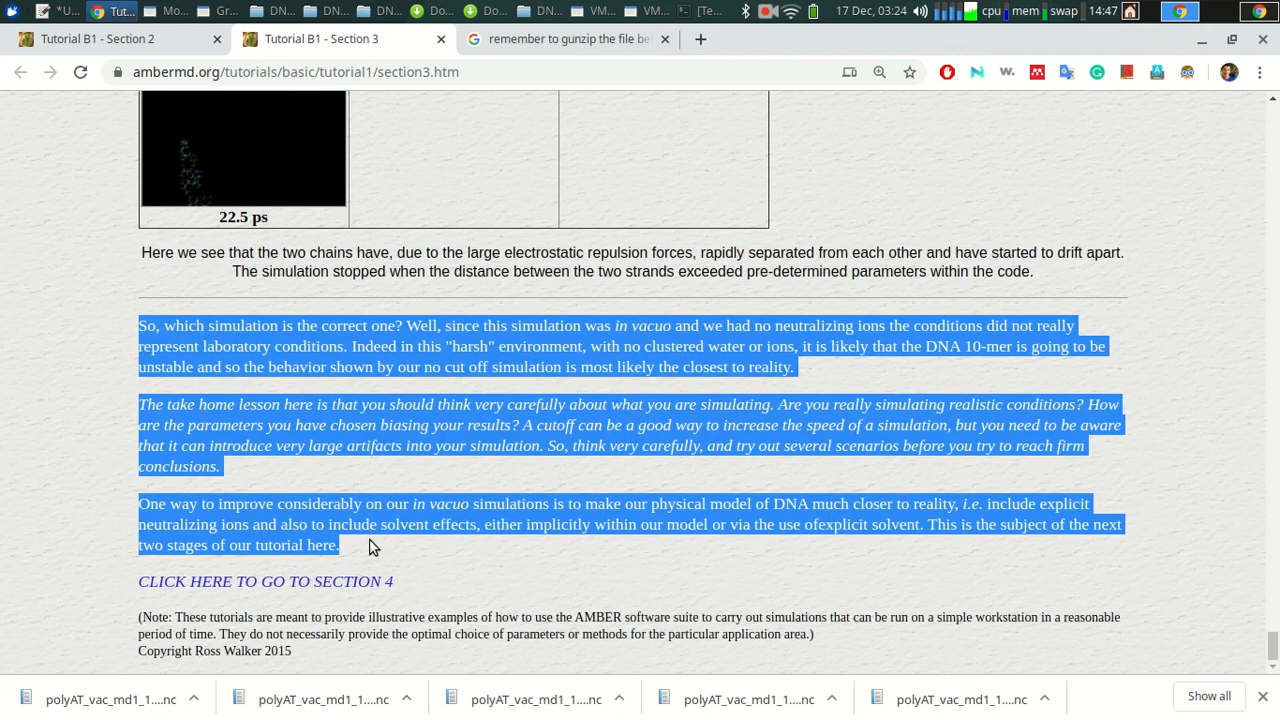 *U... Tut... Mo... Gr... DN... DN... DN... Do... Do... DN... VM... VM... [Te... 17 Dec, 03:24 cpu mem swap 14:47
Tutorial B1 - Section 2 Tutorial B1 - Section 3 remember to gunzip the file be
ambermd.org/tutorials/basic/tutorial1/section3.htm
22.5 ps
Here we see that the two chains have, due to the large electrostatic repulsion forces, rapidly separated from each other and have started to drift apart.
The simulation stopped when the distance between the two strands exceeded pre-determined parameters within the code.
So, which simulation is the correct one? Well, since this simulation was in vacuo and we had no neutralizing ions the conditions did not really
represent laboratory conditions. Indeed in this "harsh" environment, with no clustered water or ions, it is likely that the DNA 10-mer is going to be
unstable and so the behavior shown by our no cut off simulation is most likely the closest to reality.
The take home lesson here is that you should think very carefully about what you are simulating. Are you really simulating realistic conditions? How
are the parameters you have chosen biasing your results? A cutoff can be a good way to increase the speed of a simulation, but you need to be aware
that it can introduce very large artifacts into your simulation. So, think very carefully, and try out several scenarios before you try to reach firm
conclusions.
One way to improve considerably on our in vacuo simulations is to make our physical model of DNA much closer to reality, i.e. include explicit
neutralizing ions and also to include solvent effects, either implicitly within our model or via the use ofexplicit solvent. This is the subject of the next
two stages of our tutorial here.
CLICK HERE TO GO TO SECTION 4
(Note: These tutorials are meant to provide illustrative examples of how to use the AMBER software suite to carry out simulations that can be run on a simple workstation in a reasonable
period of time. They do not necessarily provide the optimal choice of parameters or methods for the particular application area.)
Copyright Ross Walker 2015
polyAT_vac_md1_1....nc polyAT_vac_md1_1....nc polyAT_vac_md1_1....nc polyAT_vac_md1_1....nc polyAT_vac_md1_1....nc Show all